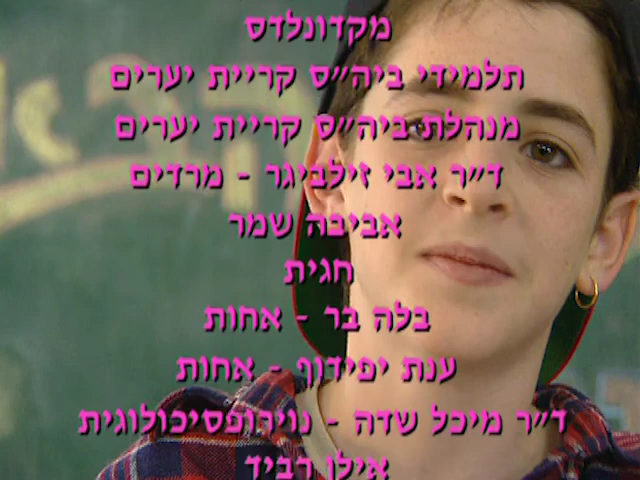 מקדונלדס
תלמידי ביה״ס קריית יערים
מנהלת ביה״ס קריית יערים
ד״ר אבי זילביגר - מרדים
אביבה שמר
חגית
בלה בר - אחות
ענת יפידוף - אחות
ד״ר מיכל שדה - נוירופסיכולוגית
אילן רביד